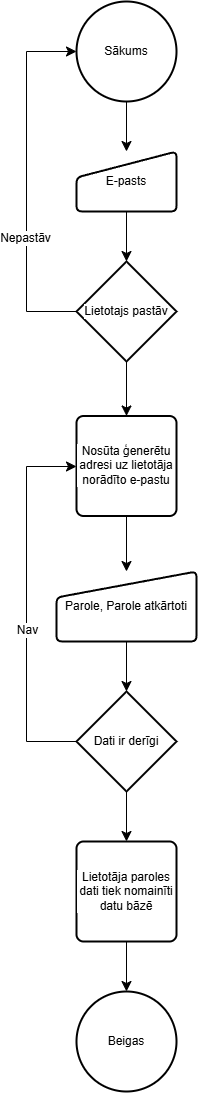 Sākums
E-pasts
Nepastāv
Lietotajs pastāv
Nosūta ģenerētu
adresi uz lietotāja
norādīto e-pastu
Parole, Parole atkārtoti
Nav
Dati ir derīgi
Lietotāja paroles
dati tiek nomainīti
datu bāzē
Beigas